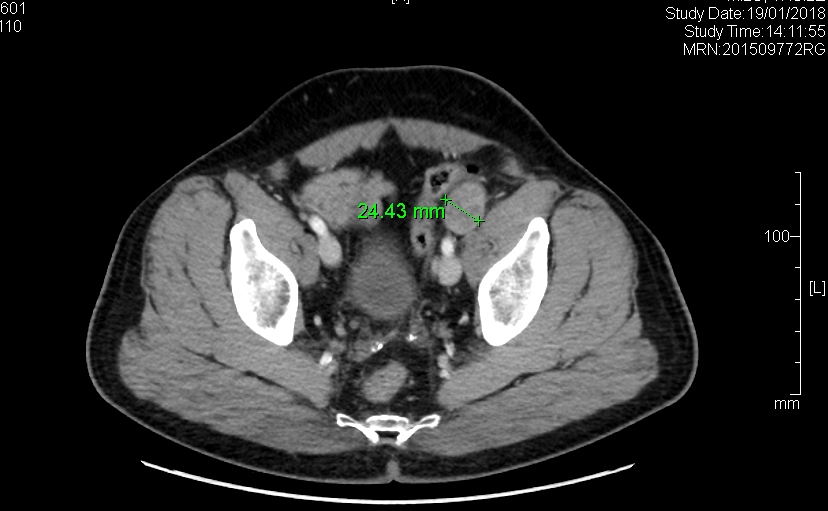 601
110
Study Date:19/01/2018
Study Time:14:11:55
MRN:201509772RG
24.43 mm
100
[L]
mm